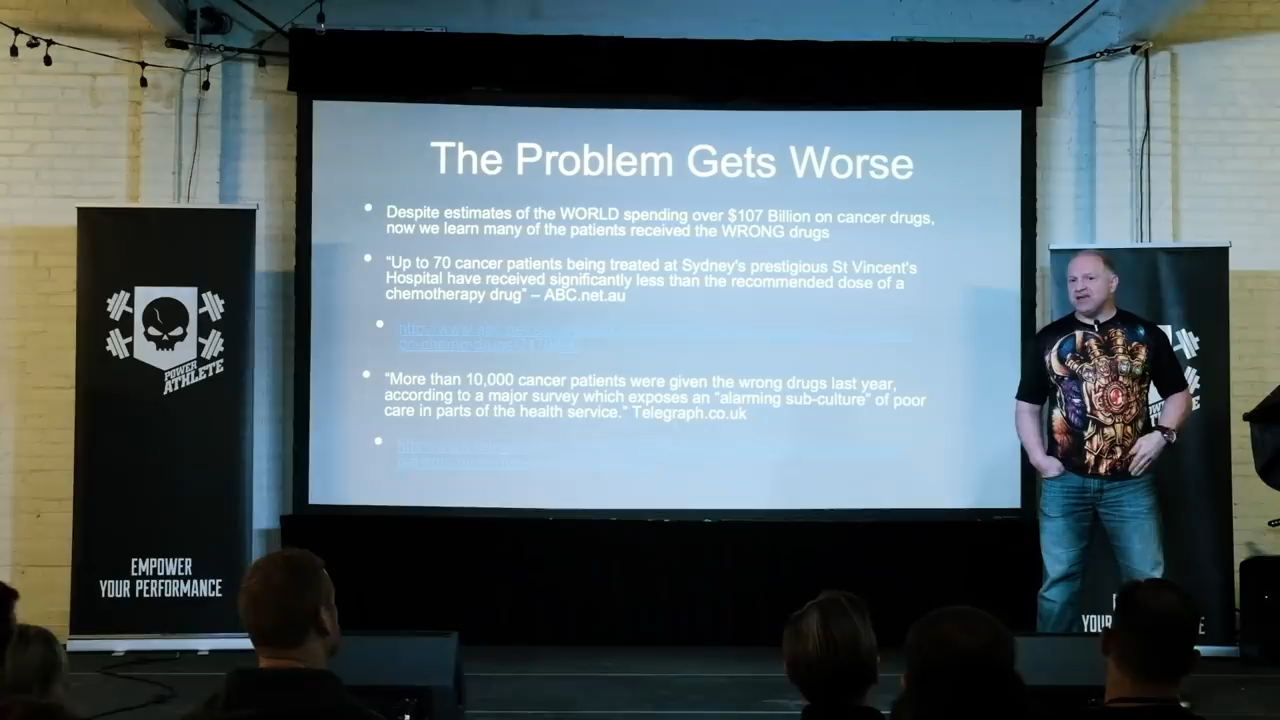 The Problem Gets Worse
• Despite estimates of the WORLD spending over $107 Billion on cancer drugs,
now we learn many of the patients received the WRONG drugs
• “Up to 70 cancer patients being treated at Sydney's prestigious St Vincent's
Hospital have received significantly less than the recommended dose of a
chemotherapy drug” – ABC.net.au
• “More than 10,000 cancer patients were given the wrong drugs last year,
according to a major survey which exposes an “alarming sub-culture” of poor
care in parts of the health service.” Telegraph.co.uk
POWER
ATHLETE
EMPOWER
YOUR PERFORMANCE